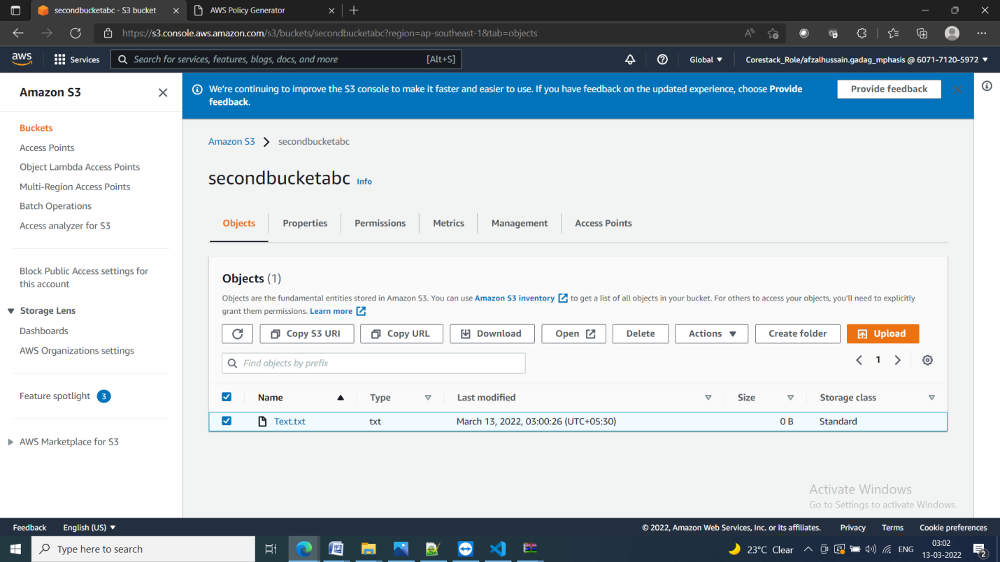 secondbucketabc - S3 bucket
AWS Policy Generator
https://s3.console.aws.amazon.com/s3/buckets/secondbucketabc?region=ap-southeast-1&tab=objects
aws
Services
Search for services, features, blogs, docs, and more
[Alt+S]
Global
Corestack_Role/afzalhussain.gadag_mphasis @ 6071-7120-5972
Amazon S3
Buckets
Access Points
Object Lambda Access Points
Multi-Region Access Points
Batch Operations
Access analyzer for S3
Block Public Access settings for
this account
Storage Lens
Dashboards
AWS Organizations settings
Feature spotlight 3
AWS Marketplace for S3
We're continuing to improve the S3 console to make it faster and easier to use. If you have feedback on the updated experience, choose Provide
feedback.
Provide feedback
Amazon S3 secondbucketabc
secondbucketabc Info
Objects
Properties
Permissions
Metrics
Management
Access Points
Objects (1)
Objects are the fundamental entities stored in Amazon S3. You can use Amazon S3 inventory to get a list of all objects in your bucket. For others to access your objects, you'll need to explicitly
grant them permissions. Learn more
Copy S3 URI
Copy URL
Download
Open
Delete
Actions
Create folder
Upload
Find objects by prefix
1
Name Type Last modified Size Storage class
Text.txt txt March 13, 2022, 03:00:26 (UTC+05:30) 0 B Standard
Activate Windows
Go to Settings to activate Windows.
Feedback
English (US)
© 2022, Amazon Web Services, Inc. or its affiliates.
Privacy
Terms
Cookie preferences
Type here to search
23°C Clear
ENG
03:02
13-03-2022
2